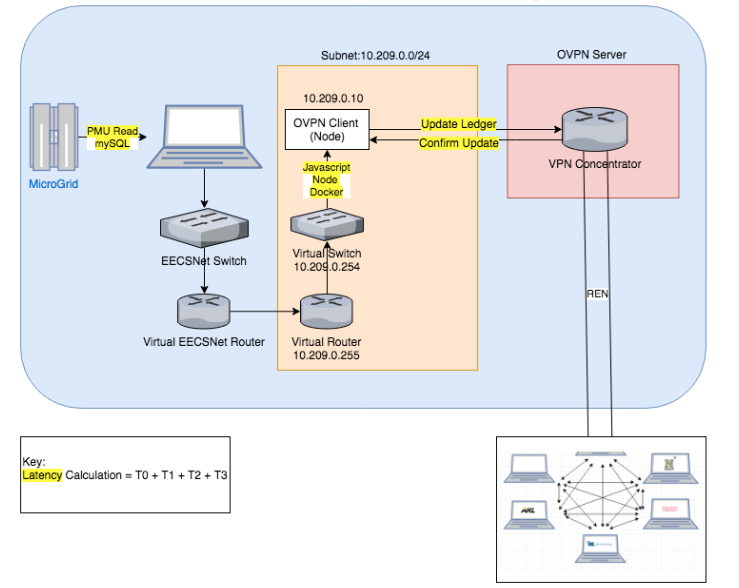 Subnet:10.209.0.0/24
OVPN Server
10.209.0.10
OVPN Client
(Node)
PMU Read
mySQL
Update Ledger
Confirm Update
VPN Concentrator
MicroGrid
Javascript
Node
Docker
EECSNet Switch
Virtual Switch
10.209.0.254
REN
Virtual EECSNet Router
Virtual Router
10.209.0.255
Key:
Latency Calculation = T0 + T1 + T2 + T3
ARL